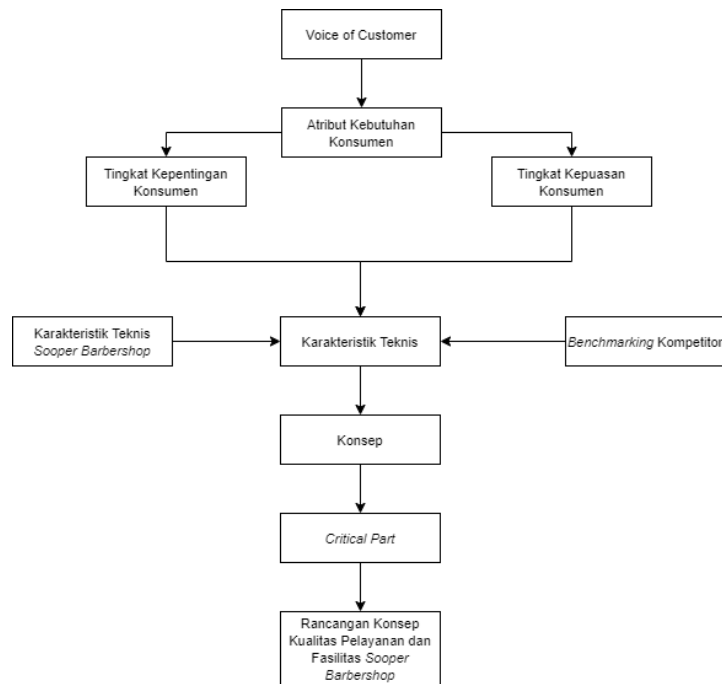 Voice of Customer
Atribut Kebutuhan
Konsumen
Tingkat Kepentingan
Konsumen
Tingkat Kepuasan
Konsumen
Karakteristik Teknis
Sooper Barbershop
Karakteristik Teknis
Benchmarking Kompetitor
Konsep
Critical Part
Rancangan Konsep
Kualitas Pelayanan dan
Fasilitas Sooper
Barbershop